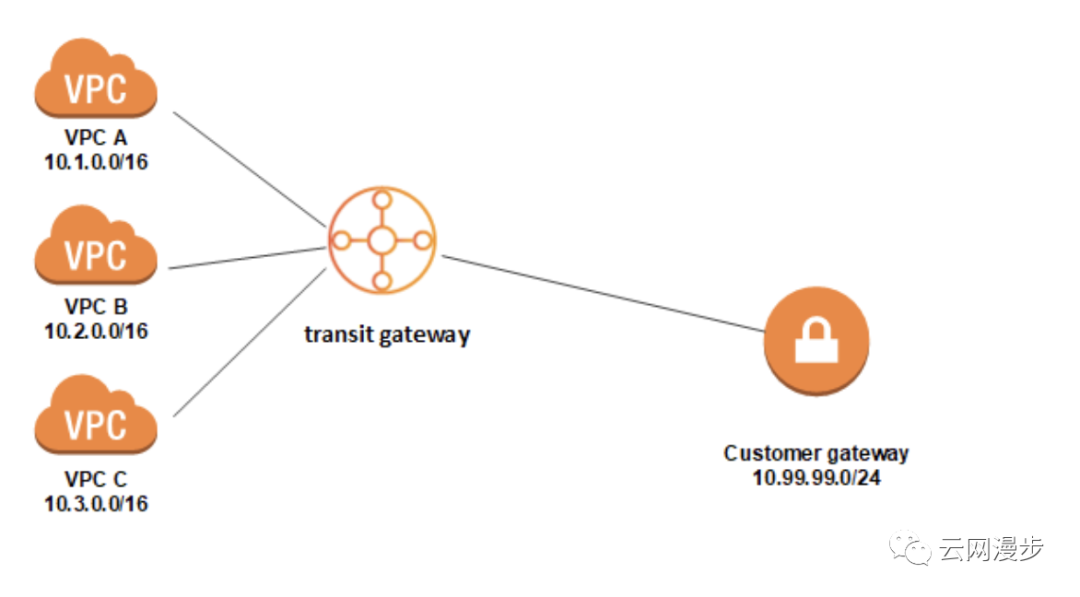 VPC
VPC A
10.1.0.0/16
VPC
VPC B
10.2.0.0/16
VPC
VPC C
10.3.0.0/16
transit gateway
Customer gateway
10.99.99.0/24
云网漫步